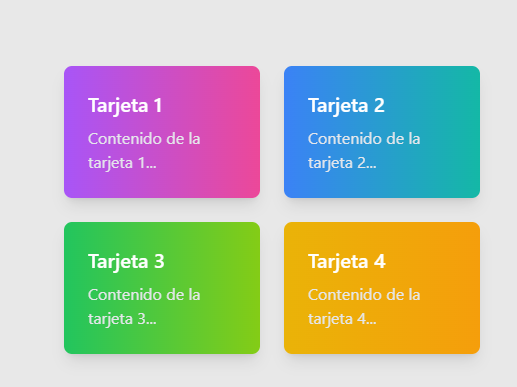 Tarjeta 1
Contenido de la
tarjeta 1...
Tarjeta 2
Contenido de la
tarjeta 2...
Tarjeta 3
Contenido de la
tarjeta 3...
Tarjeta 4
Contenido de la
tarjeta 4...